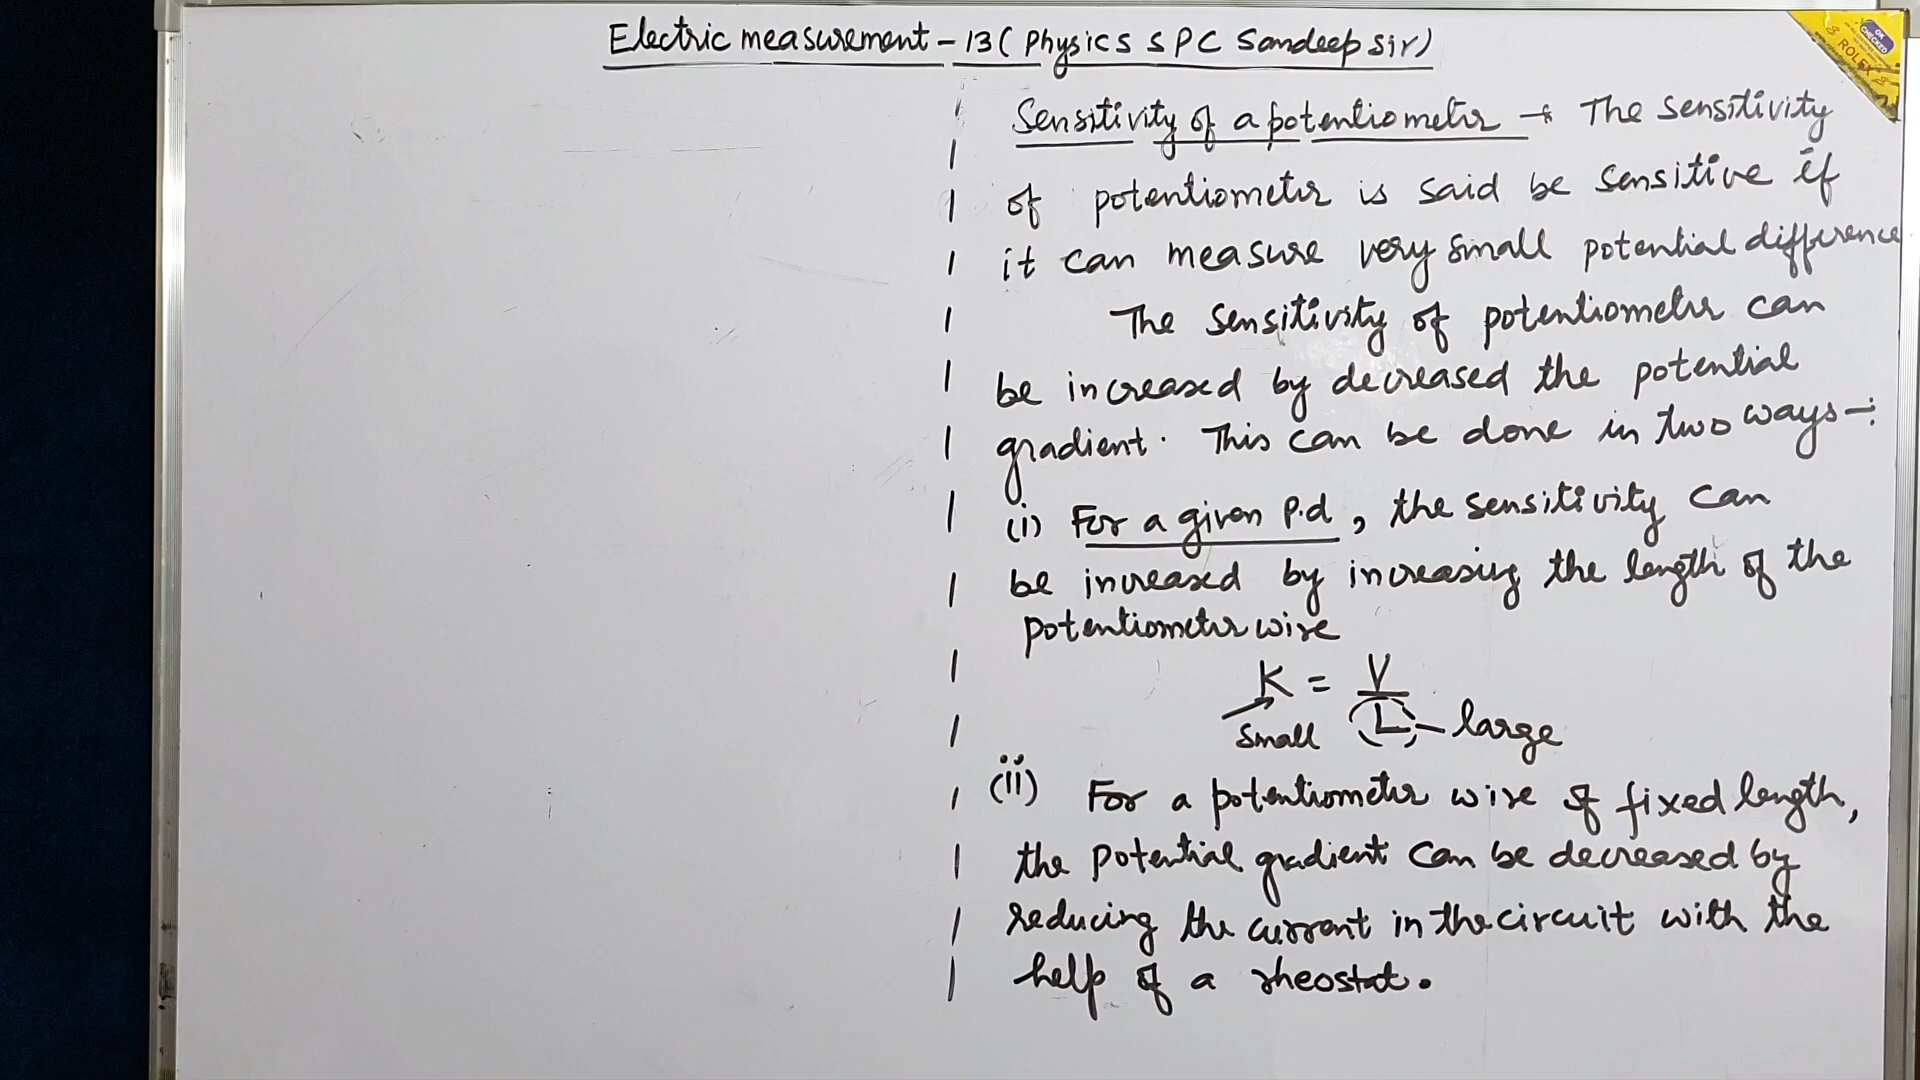 Electric measurement - 13 ( Physics SPC Sandeep Sir)
OK
CHECKED
ROLEX
Sensitivity of a potentiometer → The sensitivity
of potentiometer is said be sensitive if
it can measure very small potential difference
The sensitivity of potentiometer can
be increased by decreased the potential
gradient. This can be done in two ways -:
(i) For a given P.d, the sensitivity can
be increased by increasing the length of the
potentiometer wire
K = V
L - large
small
(ii) For a potentiometer wire of fixed length,
the potential gradient can be decreased by
reducing the current in the circuit with the
help of a rheostat.